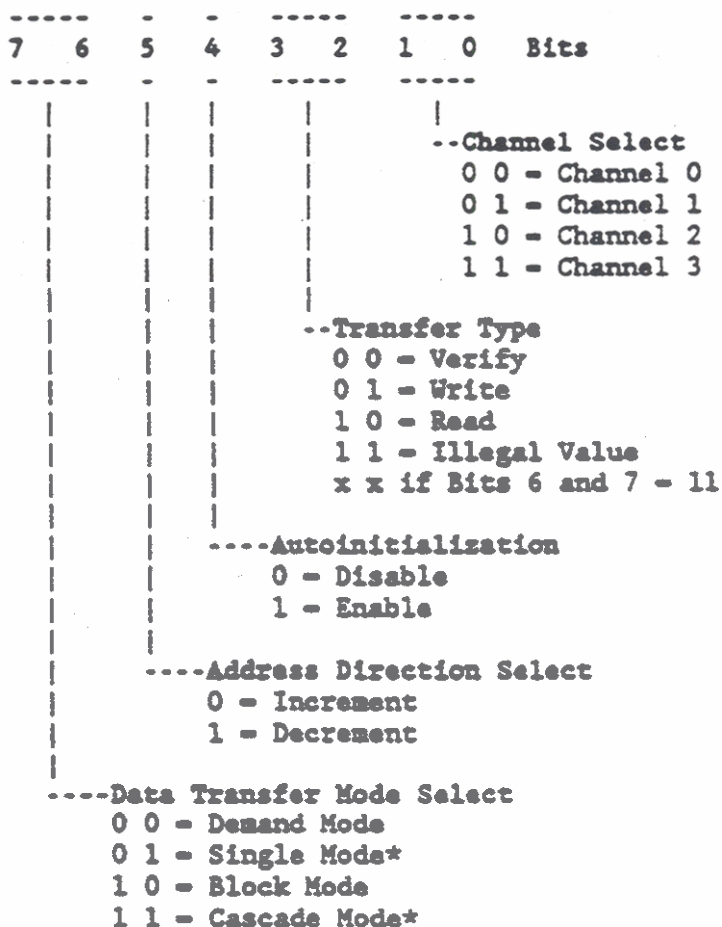 7 6 5 4 3 2 1 0 Bits
--Channel Select
0 0 = Channel 0
0 1 = Channel 1
1 0 = Channel 2
1 1 = Channel 3
--Transfer Type
0 0 = Verify
0 1 = Write
1 0 = Read
1 1 = Illegal Value
x x if Bits 6 and 7 = 11
----Autoinitialization
0 = Disable
1 = Enable
----Address Direction Select
0 = Increment
1 = Decrement
----Data Transfer Mode Select
0 0 = Demand Mode
0 1 = Single Mode*
1 0 = Block Mode
1 1 = Cascade Mode*